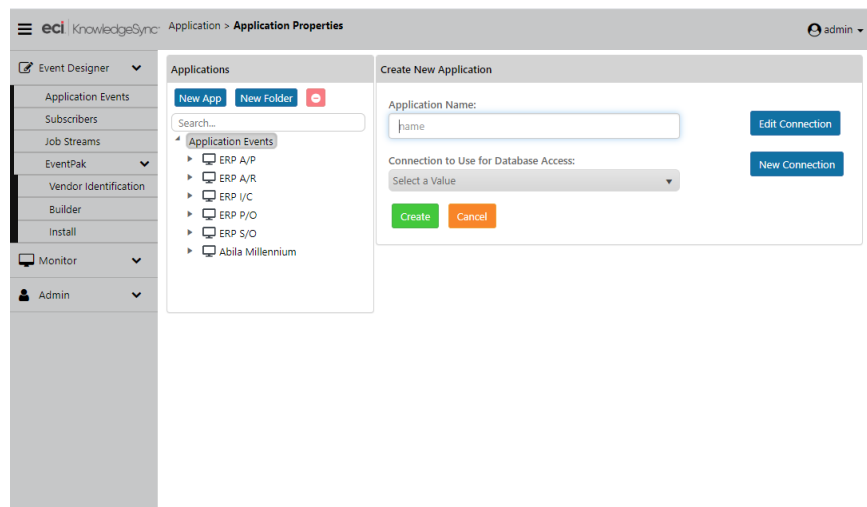 eci KnowledgeSync
Application > Application Properties
admin
Event Designer
Application Events
Subscribers
Job Streams
EventPak
Vendor Identification
Builder
Install
Monitor
Admin
Applications
New App
New Folder
Search...
Application Events
ERP A/P
ERP A/R
ERP I/C
ERP P/O
ERP S/O
Abila Millennium
Create New Application
Application Name:
name
Edit Connection
Connection to Use for Database Access:
New Connection
Select a Value
Create
Cancel